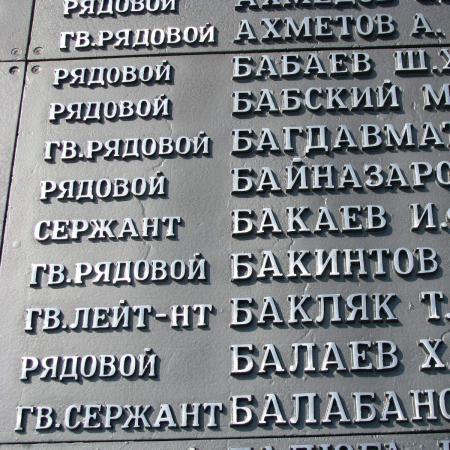 РЯДОВОЙ
ГВ.РЯДОВОЙ АХМЕТОВ А.
РЯДОВОЙ БАБАЕВ Ш.
РЯДОВОЙ БАБСКИЙ
ГВ.РЯДОВОЙ БАГДАВМАТ
РЯДОВОЙ БАЙНАЗАРО
СЕРЖАНТ БАКАЕВ И.
ГВ.РЯДОВОЙ БАКИНТОВ
ГВ.ЛЕЙТ-НТ БАКЛЯК Т.
РЯДОВОЙ БАЛАЕВ Х
ГВ.СЕРЖАНТ БАЛАБАНО